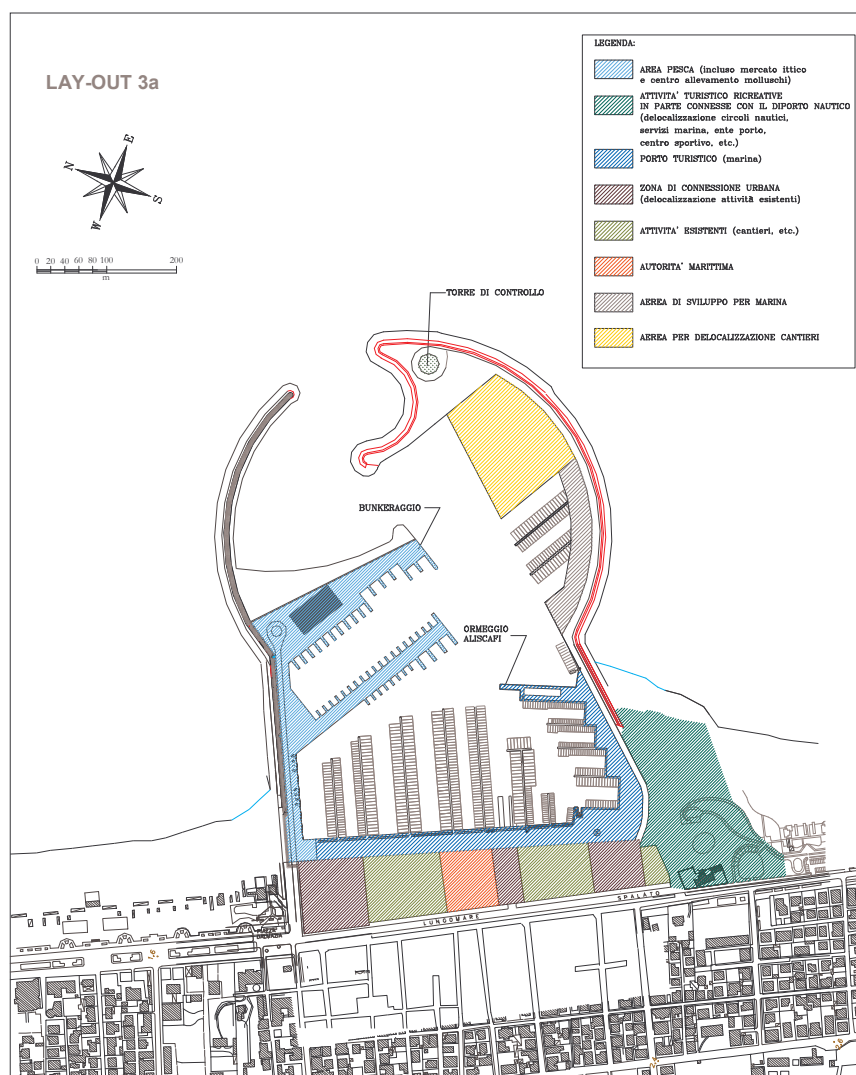 LAY-OUT 3a
N
E
S
W
0 20 40 60 80 100 200
m
LEGENDA:
AREA PESCA (incluso mercato ittico
e centro allevamento molluschi)
ATTIVITA' TURISTICO RICREATIVE
IN PARTE CONNESSE CON IL DIPORTO NAUTICO
(delocalizzazione circoli nautici,
servizi marina, ente porto,
centro sportivo, etc.)
PORTO TURISTICO (marina)
ZONA DI CONNESSIONE URBANA
(delocalizzazione attività esistenti)
ATTIVITA' ESISTENTI (cantieri, etc.)
AUTORITA' MARITTIMA
AEREA DI SVILUPPO PER MARINA
AEREA PER DELOCALIZZAZIONE CANTIERI
TORRE DI CONTROLLO
BUNKERAGGIO
ORMEGGIO
ALISCAFI
LUNGOMARE SPALATO